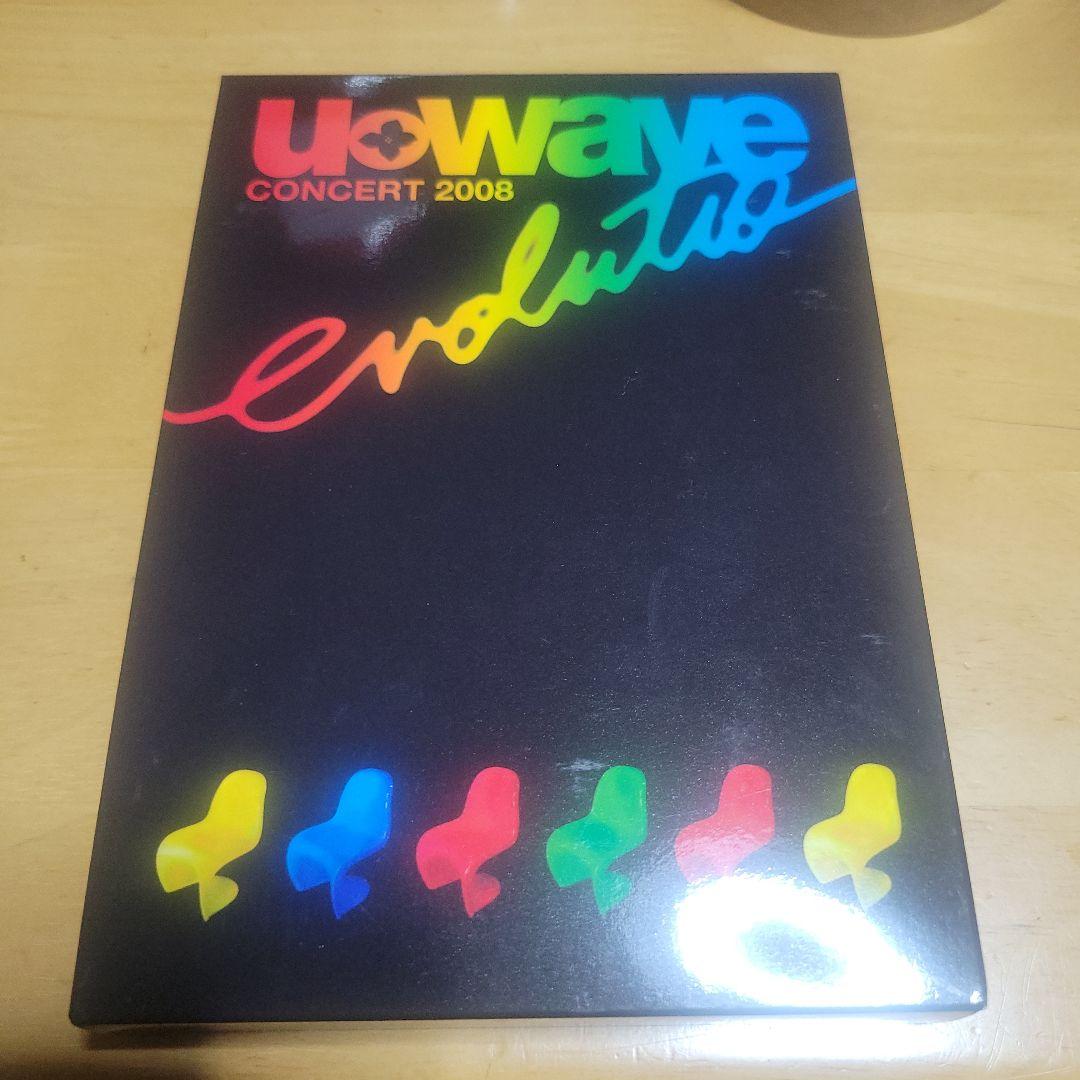 u wave
CONCERT 2008
evolutio